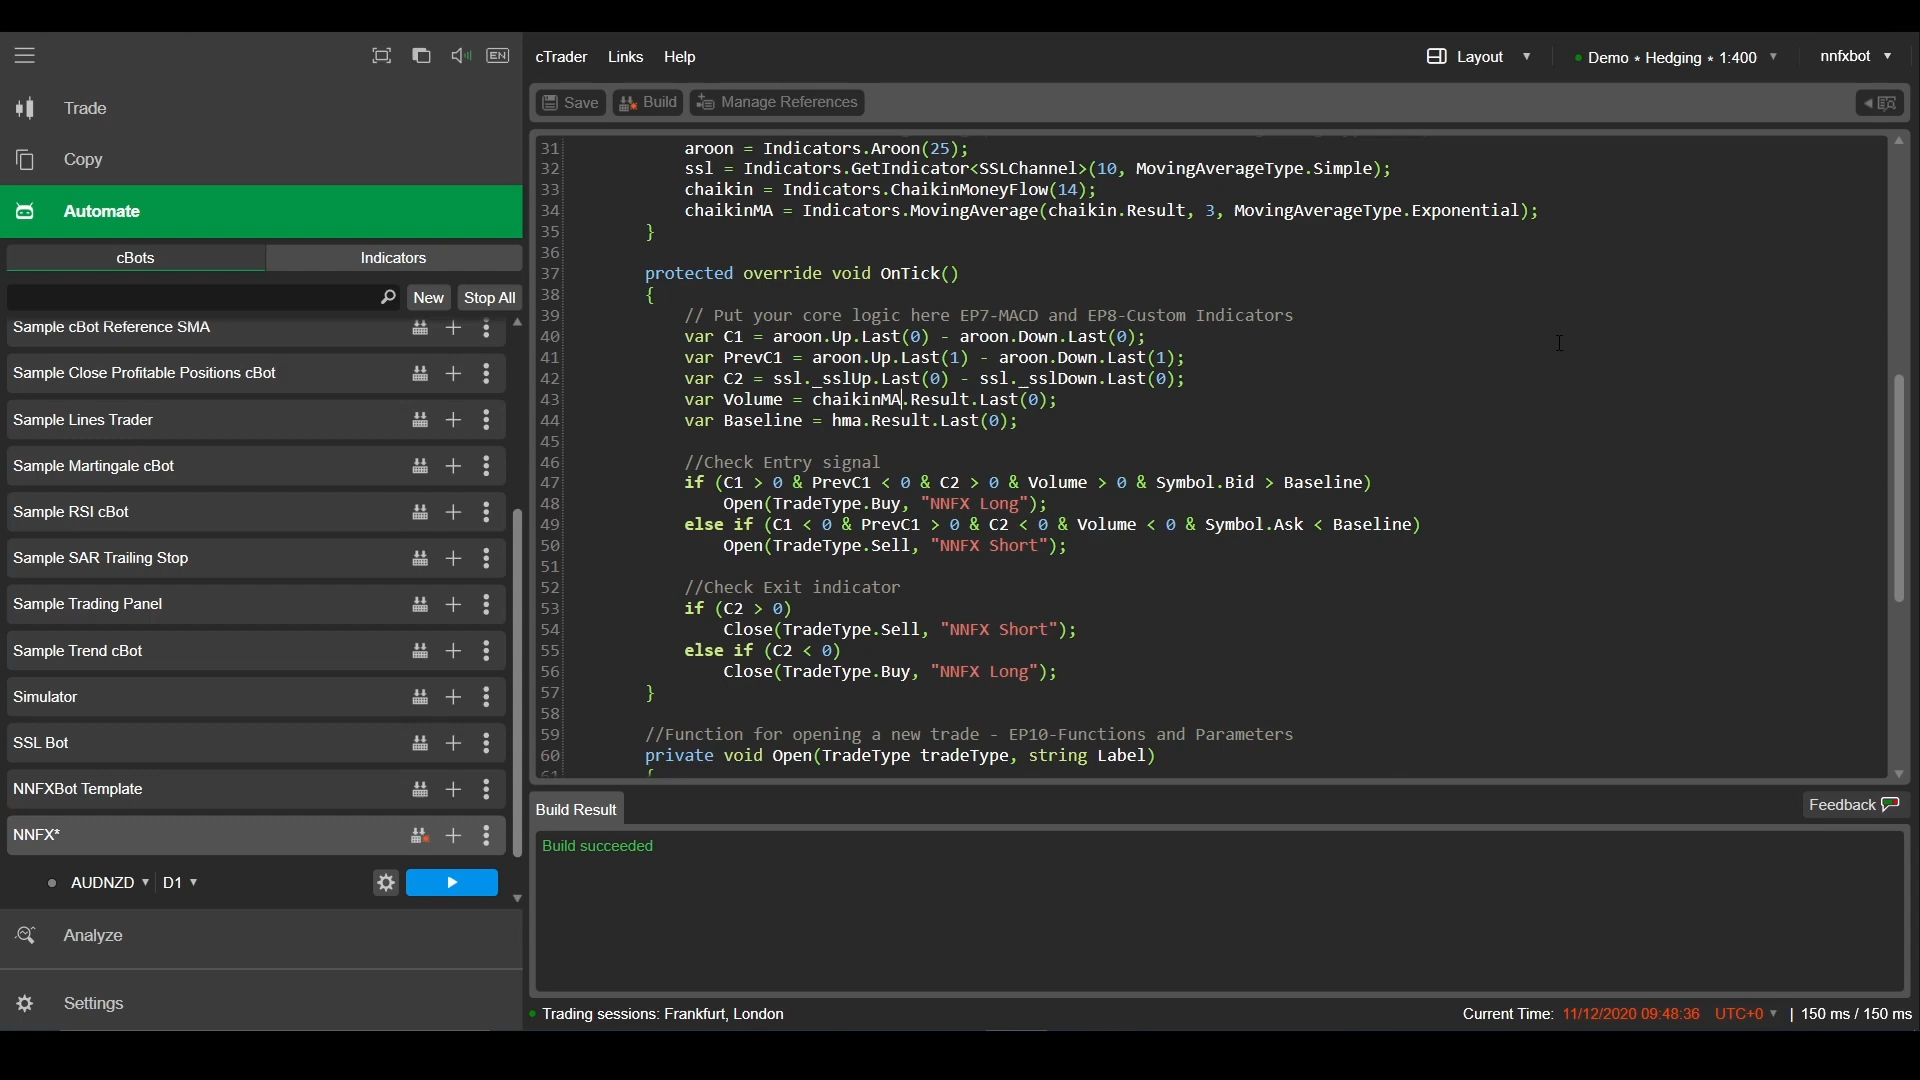 EN
cTrader Links Help
Layout
Demo • Hedging • 1:400
nnfxbot
Trade
Copy
Automate
cBots
Indicators
New
Stop All
Sample cBot Reference SMA
Sample Close Profitable Positions cBot
Sample Lines Trader
Sample Martingale cBot
Sample RSI cBot
Sample SAR Trailing Stop
Sample Trading Panel
Sample Trend cBot
Simulator
SSL Bot
NNFXBot Template
NNFX*
AUDNZD D1
Analyze
Settings
Save Build Manage References
31 aroon = Indicators.Aroon(25);
32 ssl = Indicators.GetIndicator<SSLChannel>(10, MovingAverageType.Simple);
33 chaikin = Indicators.ChaikinMoneyFlow(14);
34 chaikinMA = Indicators.MovingAverage(chaikin.Result, 3, MovingAverageType.Exponential);
35 }
36
37 protected override void OnTick()
38 {
39 // Put your core logic here EP7-MACD and EP8-Custom Indicators
40 var C1 = aroon.Up.Last(0) - aroon.Down.Last(0);
41 var PrevC1 = aroon.Up.Last(1) - aroon.Down.Last(1);
42 var C2 = ssl._sslUp.Last(0) - ssl._sslDown.Last(0);
43 var Volume = chaikinMA.Result.Last(0);
44 var Baseline = hma.Result.Last(0);
45
46 //Check Entry signal
47 if (C1 > 0 & PrevC1 < 0 & C2 > 0 & Volume > 0 & Symbol.Bid > Baseline)
48 Open(TradeType.Buy, "NNFX Long");
49 else if (C1 < 0 & PrevC1 > 0 & C2 < 0 & Volume < 0 & Symbol.Ask < Baseline)
50 Open(TradeType.Sell, "NNFX Short");
51
52 //Check Exit indicator
53 if (C2 > 0)
54 Close(TradeType.Sell, "NNFX Short");
55 else if (C2 < 0)
56 Close(TradeType.Buy, "NNFX Long");
57 }
58
59 //Function for opening a new trade - EP10-Functions and Parameters
60 private void Open(TradeType tradeType, string Label)
61 {
Build Result
Feedback
Build succeeded
Trading sessions: Frankfurt, London
Current Time: 11/12/2020 09:48:36 UTC+0 | 150 ms / 150 ms